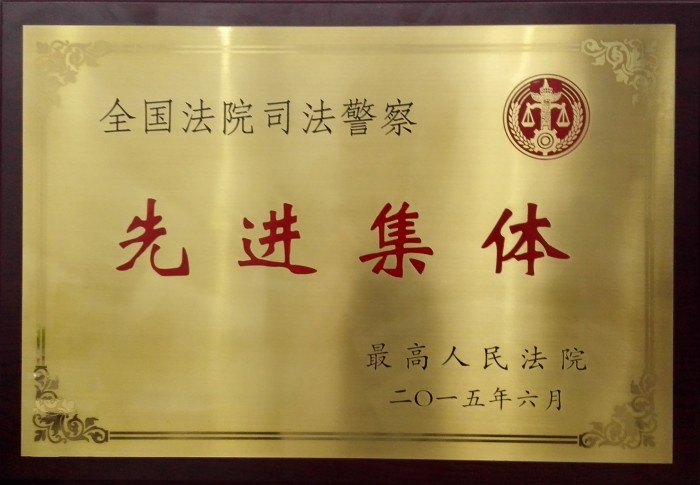 全国法院司法警察
先进集体
最高人民法院
二〇一五年六月